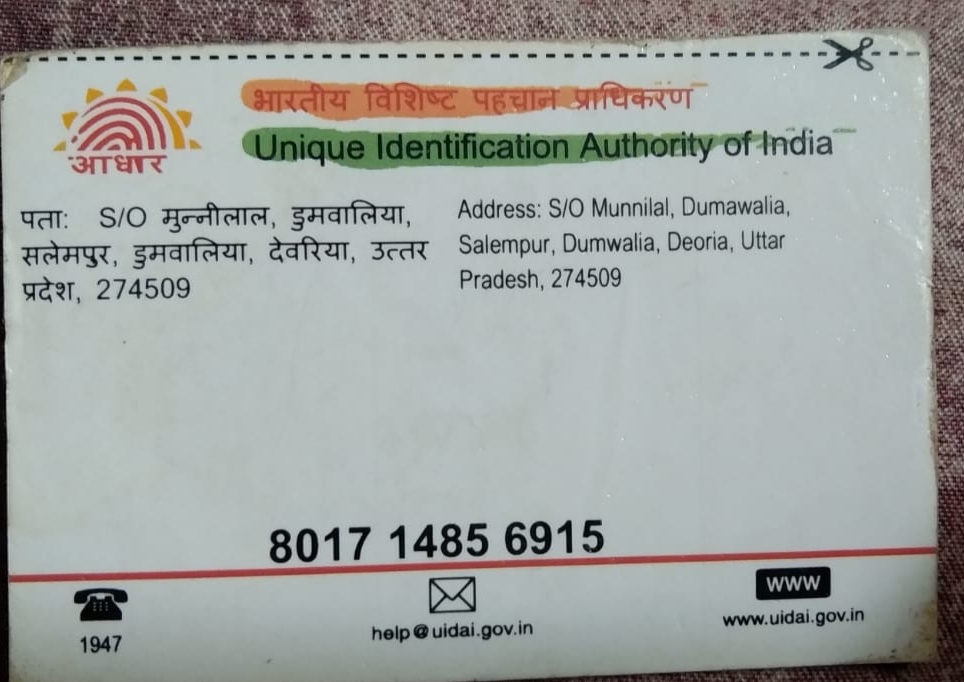 भारतीय विशिष्ट पहचान प्राधिकरण
Unique Identification Authority of India
आधार
पता: S/O मुन्नीलाल, डुमवालिया,
सलेमपुर, डुमवालिया, देवरिया, उत्तर
प्रदेश, 274509
Address: S/O Munnilal, Dumawalia,
Salempur, Dumwalia, Deoria, Uttar
Pradesh, 274509
8017 1485 6915
1947
help@uidai.gov.in
WWW
www.uidai.gov.in